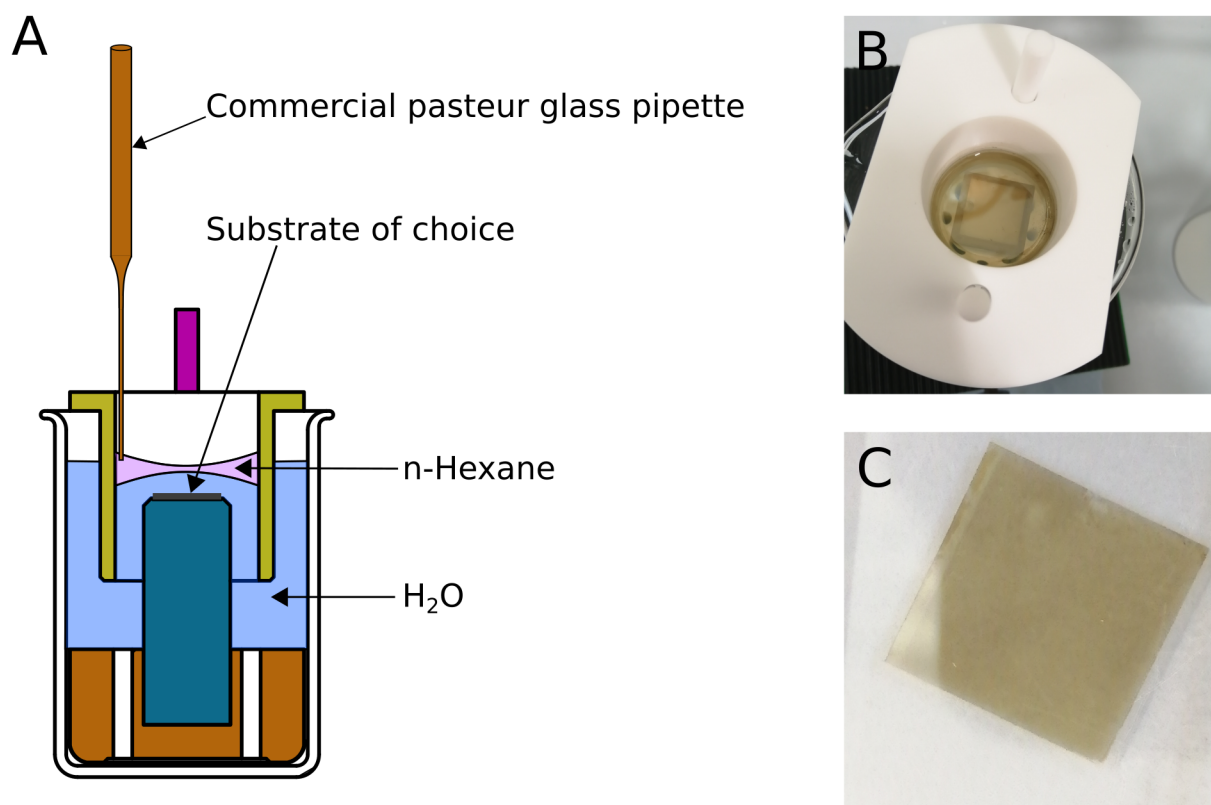 A
Commercial pasteur glass pipette
Substrate of choice
n-Hexane
H₂O
B
C